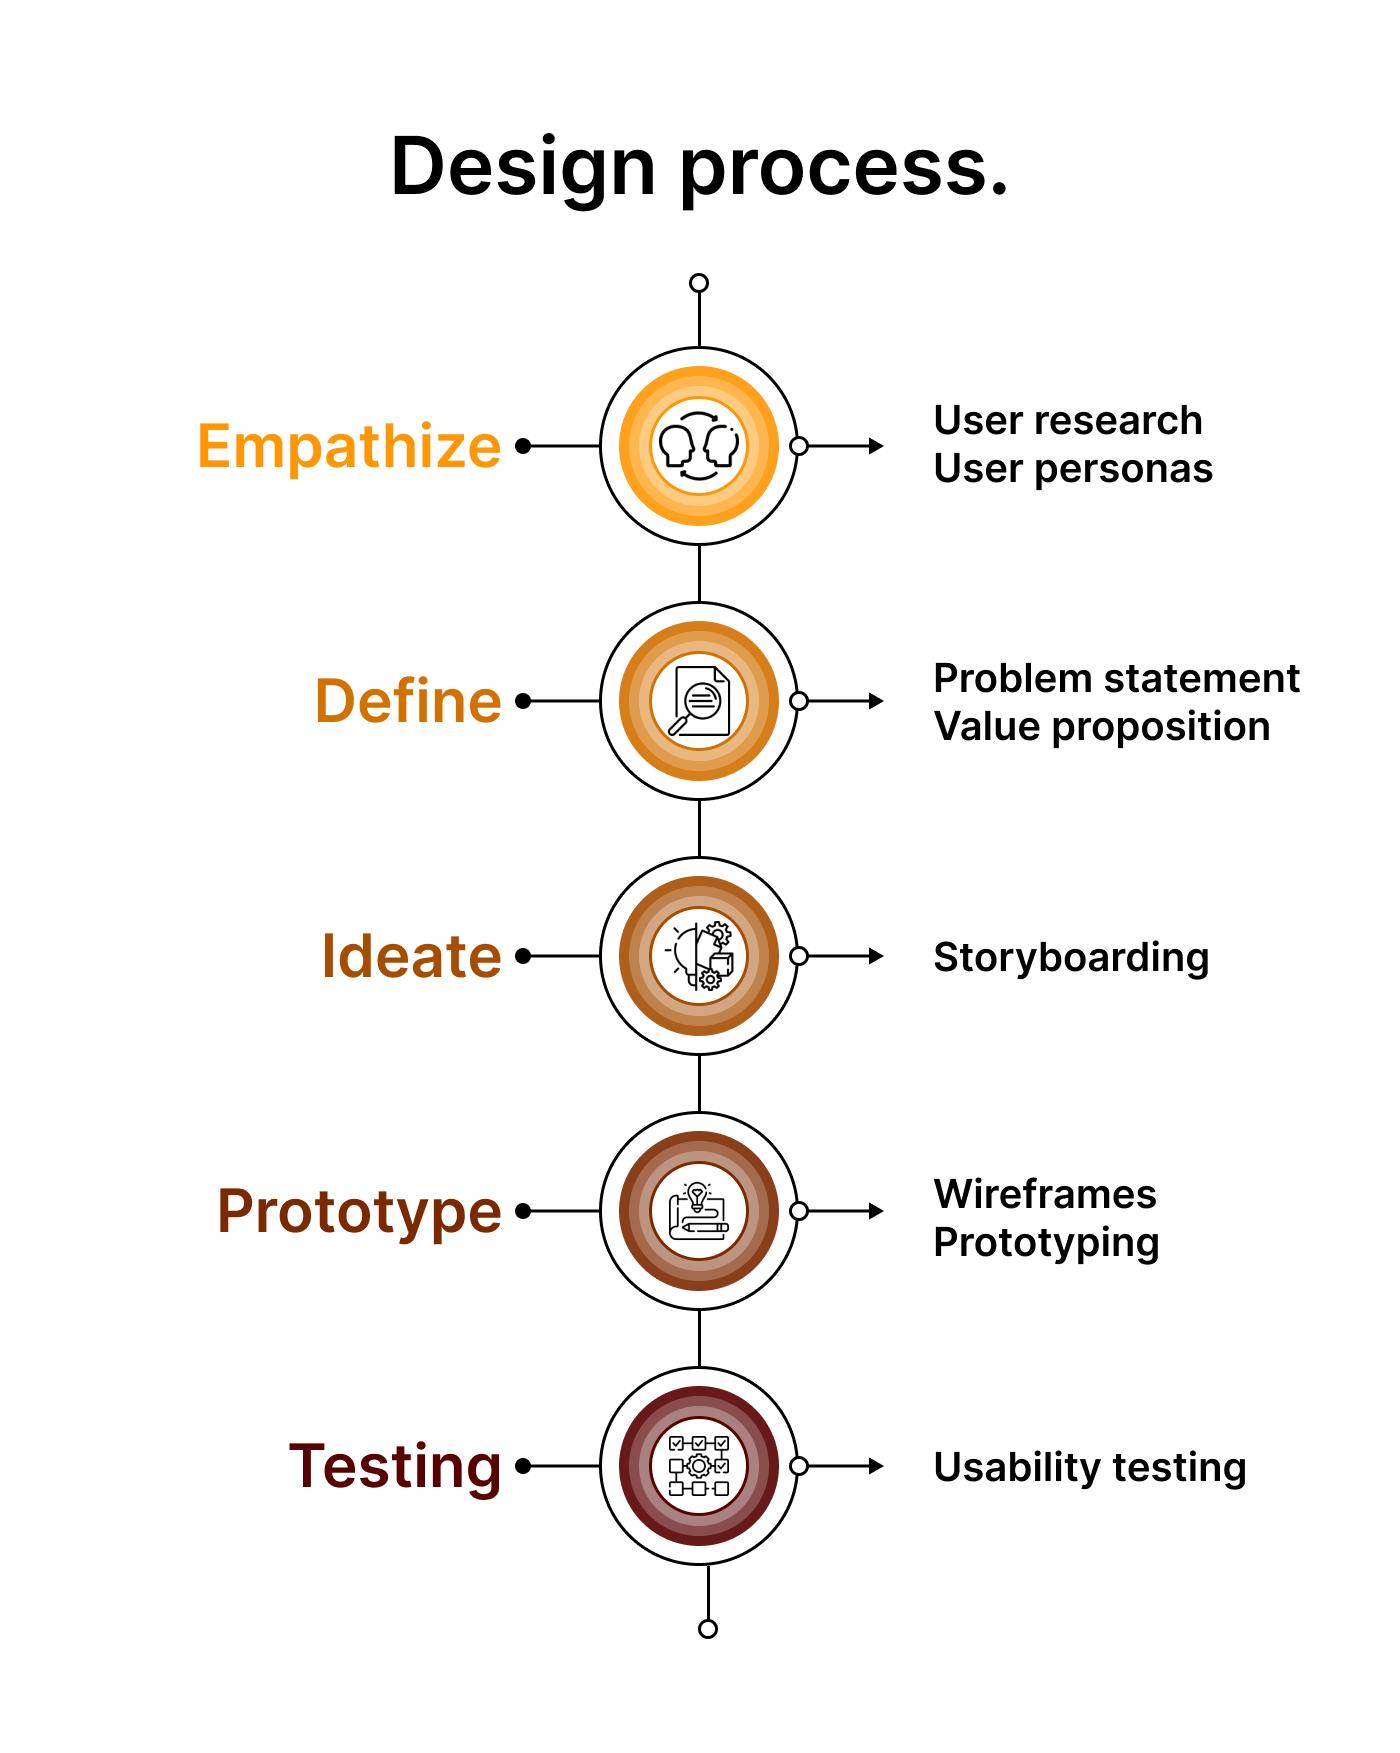 Design process.
Empathize
User research
User personas
Define
Problem statement
Value proposition
Ideate
Storyboarding
Prototype
Wireframes
Prototyping
Testing
Usability testing